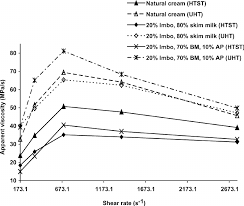 Natural cream (HTST)
Natural cream (UHT)
20% Imbo, 80% skim milk (HTST)
20% Imbo, 80% skim milk (UHT)
20% Imbo, 70% BM, 10% AP (HTST)
20% Imbo, 70% BM, 10% AP (UHT)
Apparent viscosity (MPa/s)
90
80
70
60
50
40
30
20
10
0
173.1 673.1 1173.1 1673.1 2173.1 2673.1
Shear rate (s⁻¹)